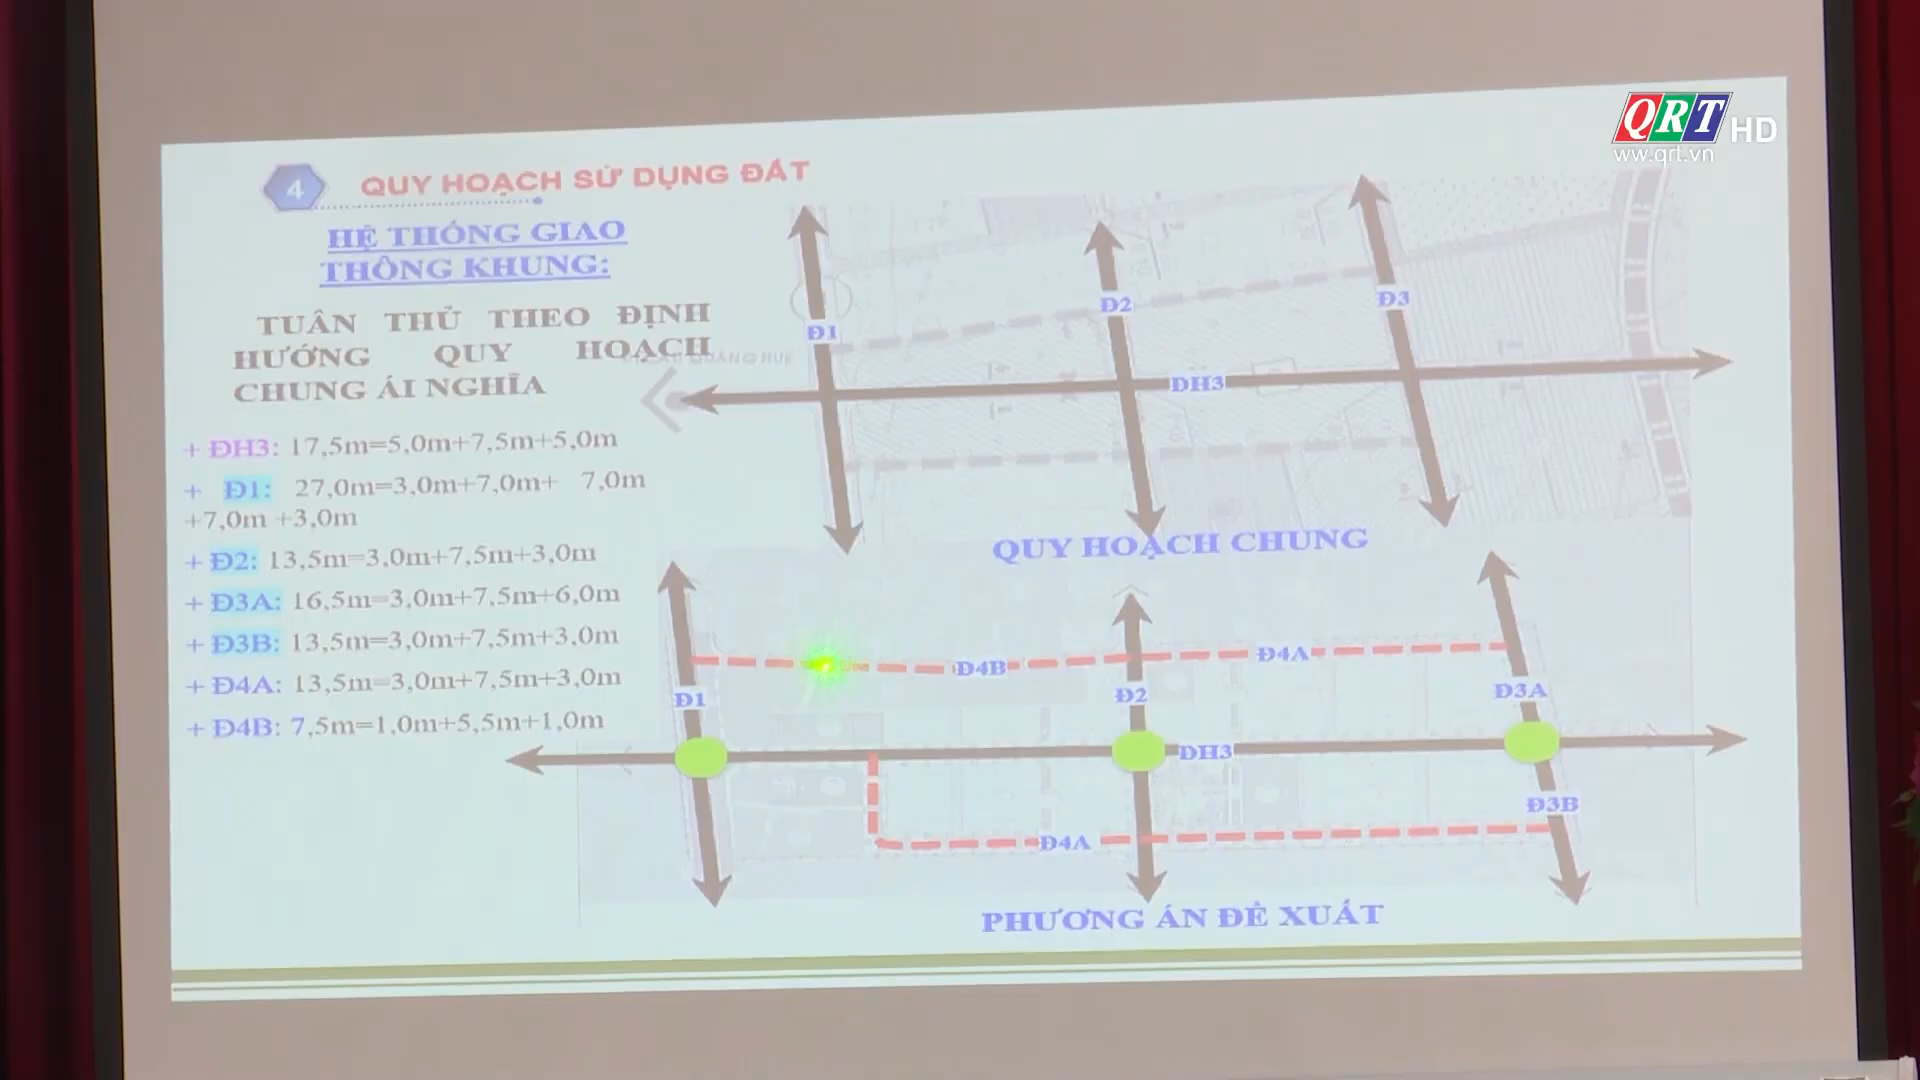 QRT HD
ww.qrt.vn
4 QUY HOẠCH SỬ DỤNG ĐẤT
HỆ THỐNG GIAO
THÔNG KHUNG:
TUÂN THỦ THEO ĐỊNH
HƯỚNG QUY HOẠCH
CHUNG ÁI NGHĨA
+ ĐH3: 17,5m=5,0m+7,5m+5,0m
+ Đ1: 27,0m=3,0m+7,0m+ 7,0m
+7,0m +3,0m
+ Đ2: 13,5m=3,0m+7,5m+3,0m
+ Đ3A: 16,5m=3,0m+7,5m+6,0m
+ Đ3B: 13,5m=3,0m+7,5m+3,0m
+ Đ4A: 13,5m=3,0m+7,5m+3,0m
+ Đ4B: 7,5m=1,0m+5,5m+1,0m
Đ1
Đ2
Đ3
ĐH3
QUY HOẠCH CHUNG
Đ4B
Đ4A
Đ1
Đ2
Đ3A
ĐH3
Đ3B
Đ4A
PHƯƠNG ÁN ĐỀ XUẤT